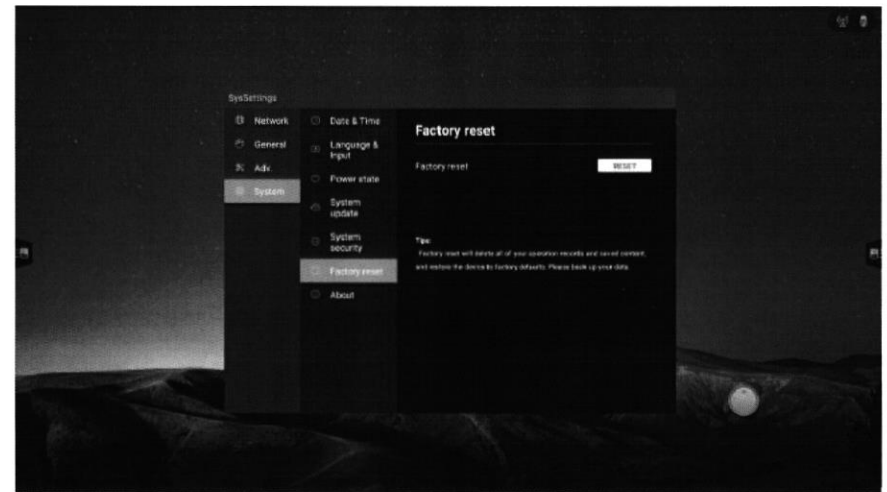 SysSettings
Network
General
Adv.
System
Date & Time
Language &
Input
Power state
System
update
System
security
Factory reset
About
Factory reset
Factory reset
RESET
Tips:
Factory reset will delete all of your operation records and saved content,
and restore the device to factory defaults. Please back up your data.